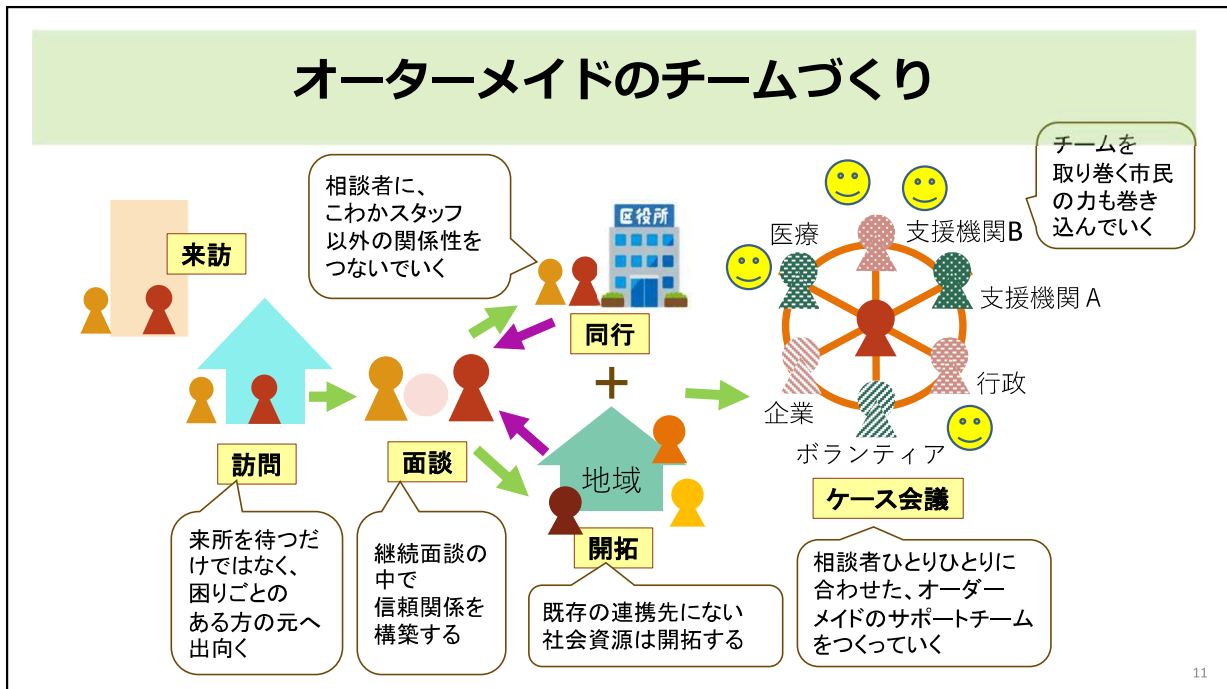 オーターメイドのチームづくり
チームを
取り巻く市民
の力も巻き
込んでいく
相談者に、
こわかスタッフ
以外の関係性を
つないでいく
来訪
区役所
同行
医療
支援機関B
支援機関A
行政
企業
ボランティア
＋
訪問
面談
地域
開拓
ケース会議
来所を待つだ
けではなく、
困りごとの
ある方の元へ
出向く
継続面談の
中で
信頼関係を
構築する
既存の連携先にない
社会資源は開拓する
相談者ひとりひとりに
合わせた、オーダー
メイドのサポートチーム
をつくっていく
11